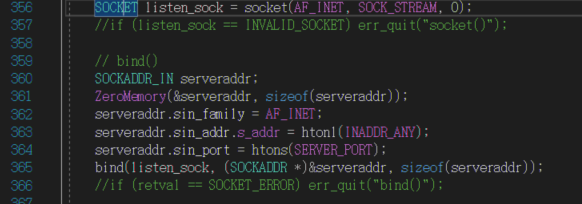 356 SOCKET listen_sock = socket(AF_INET, SOCK_STREAM, 0);
357 //if (listen_sock == INVALID_SOCKET) err_quit("socket()");
358
359 // bind()
360 SOCKADDR_IN serveraddr;
361 ZeroMemory(&serveraddr, sizeof(serveraddr));
362 serveraddr.sin_family = AF_INET;
363 serveraddr.sin_addr.s_addr = htonl(INADDR_ANY);
364 serveraddr.sin_port = htons(SERVER_PORT);
365 bind(listen_sock, (SOCKADDR *)&serveraddr, sizeof(serveraddr));
366 //if (retval == SOCKET_ERROR) err_quit("bind()");
367